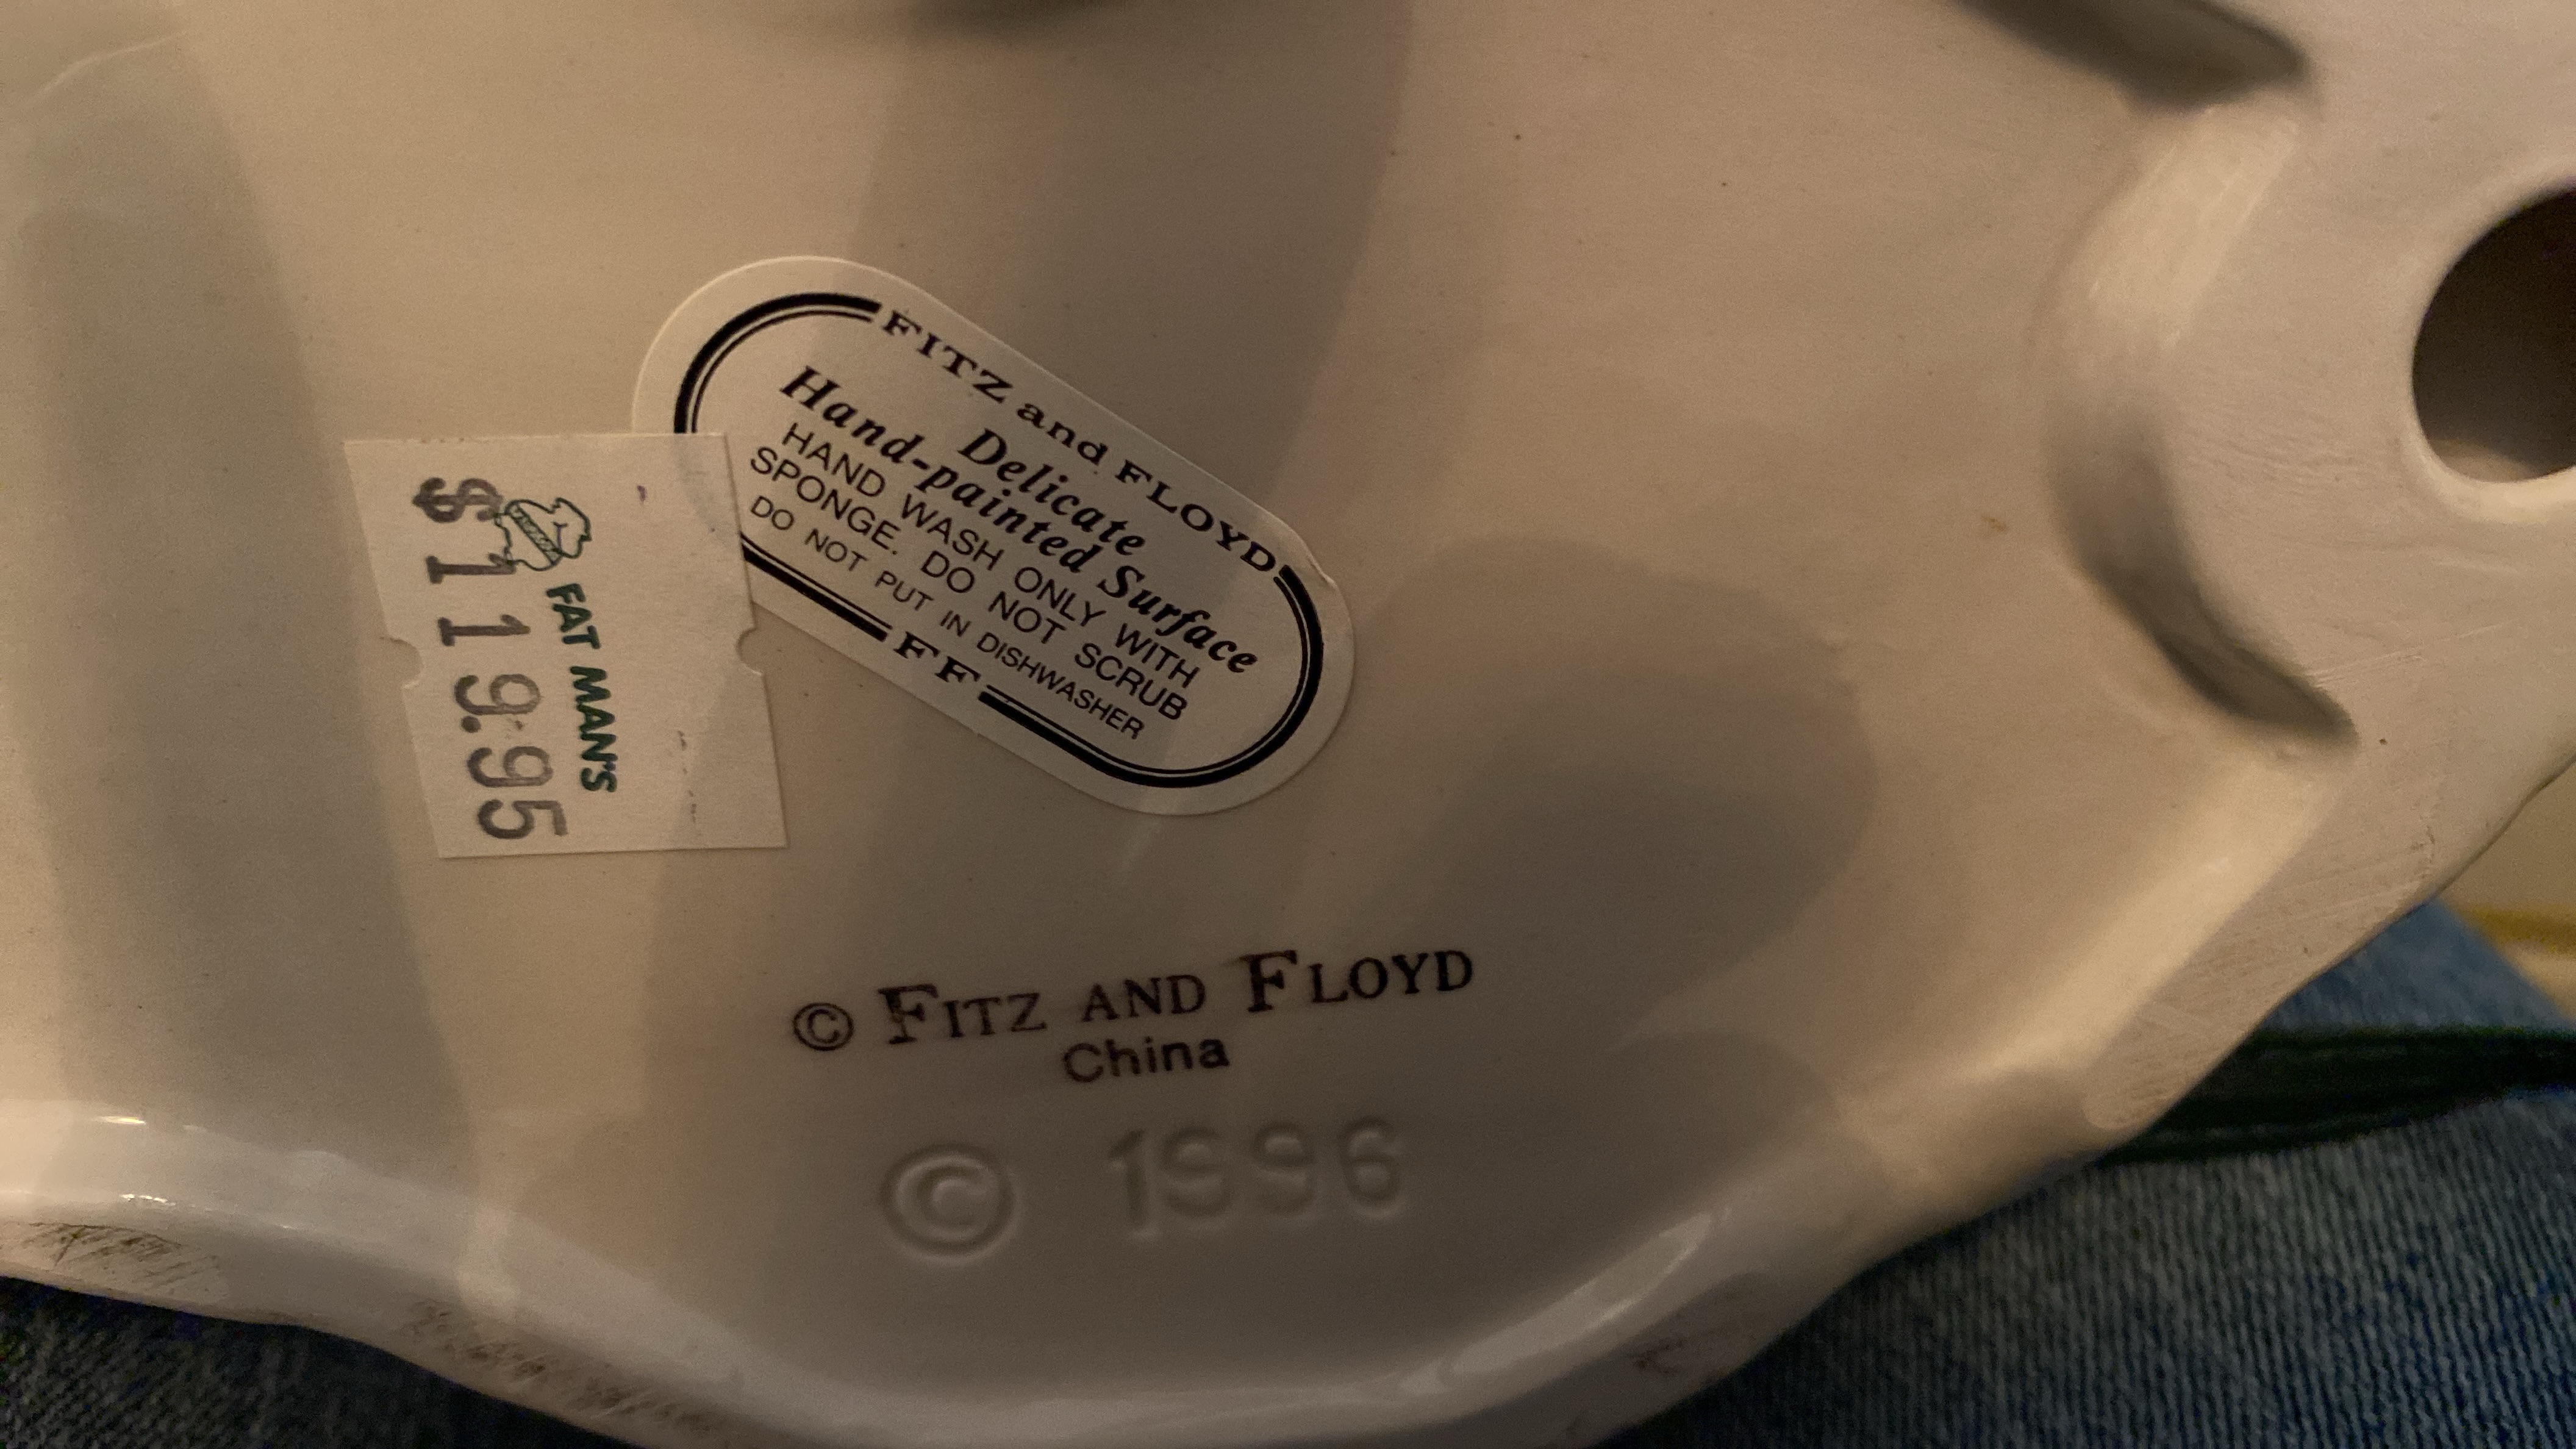 FITZ and FLOYD
Delicate
Hand-painted Surface
HAND WASH ONLY WITH
SPONGE. DO NOT SCRUB
DO NOT PUT IN DISHWASHER
FF
FAT MAN'S
$119.95
© FITZ AND FLOYD
China
© 1996